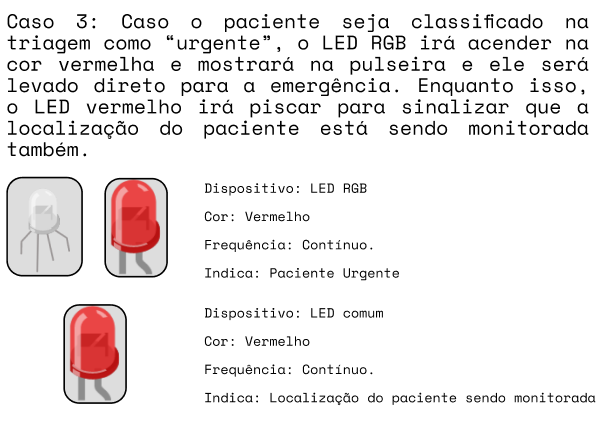 Caso 3: Caso o paciente seja classificado na
triagem como “urgente”, o LED RGB irá acender na
cor vermelha e mostrará na pulseira e ele será
levado direto para a emergência. Enquanto isso,
o LED vermelho irá piscar para sinalizar que a
localização do paciente está sendo monitorada
também.
Dispositivo: LED RGB
Cor: Vermelho
Frequência: Contínuo.
Indica: Paciente Urgente
Dispositivo: LED comum
Cor: Vermelho
Frequência: Contínuo.
Indica: Localização do paciente sendo monitorada